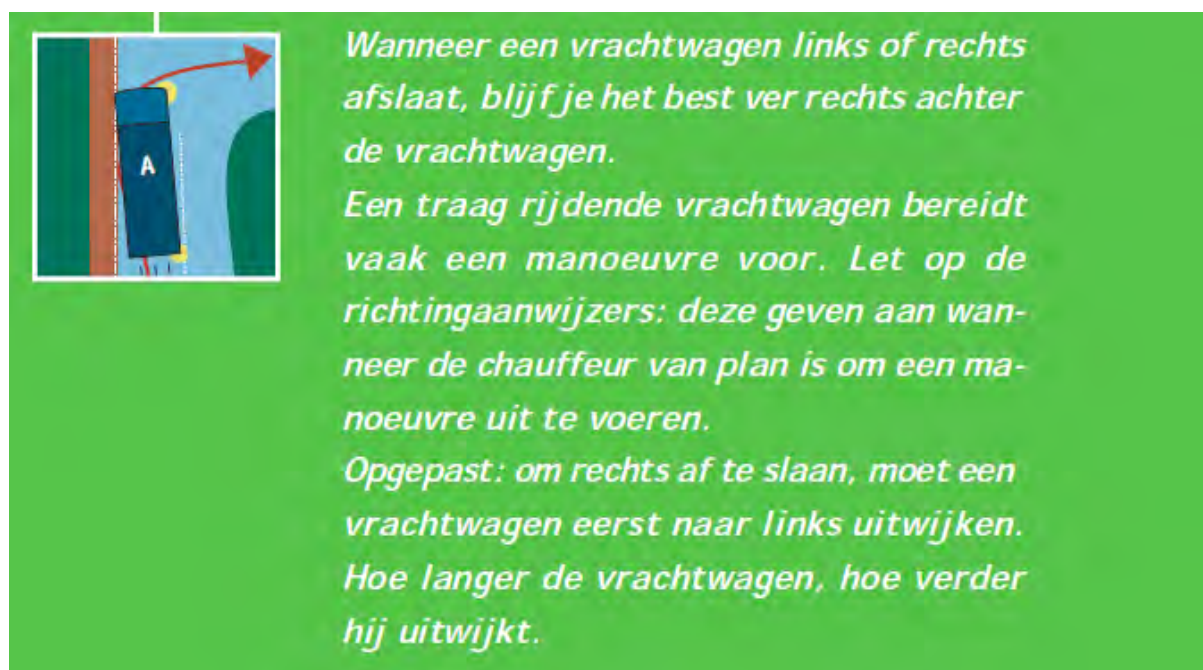 A
Wanneer een vrachtwagen links of rechts
afslaat, blijf je het best ver rechts achter
de vrachtwagen.
Een traag rijdende vrachtwagen bereidt
vaak een manoeuvre voor. Let op de
richtingaanwijzers: deze geven aan wan-
neer de chauffeur van plan is om een ma-
noeuvre uit te voeren.
Opgepast: om rechts af te slaan, moet een
vrachtwagen eerst naar links uitwijken.
Hoe langer de vrachtwagen, hoe verder
hij uitwijkt.